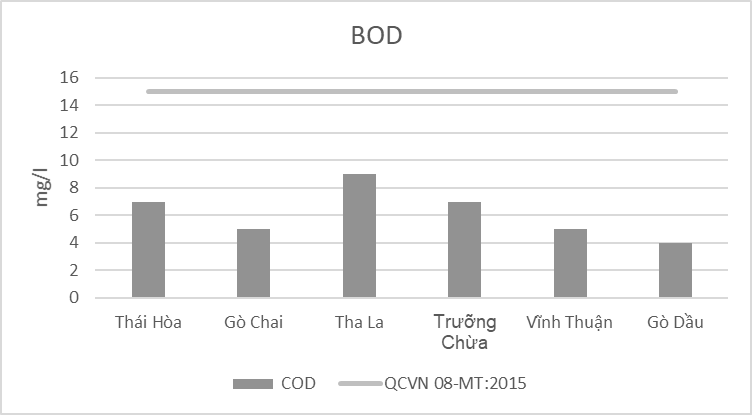 BOD
16
14
12
10
8
6
4
2
0
mg/l
Thái Hòa
Gò Chai
Tha La
Trưỡng
Chừa
Vĩnh Thuận
Gò Dầu
COD
QCVN 08-MT:2015